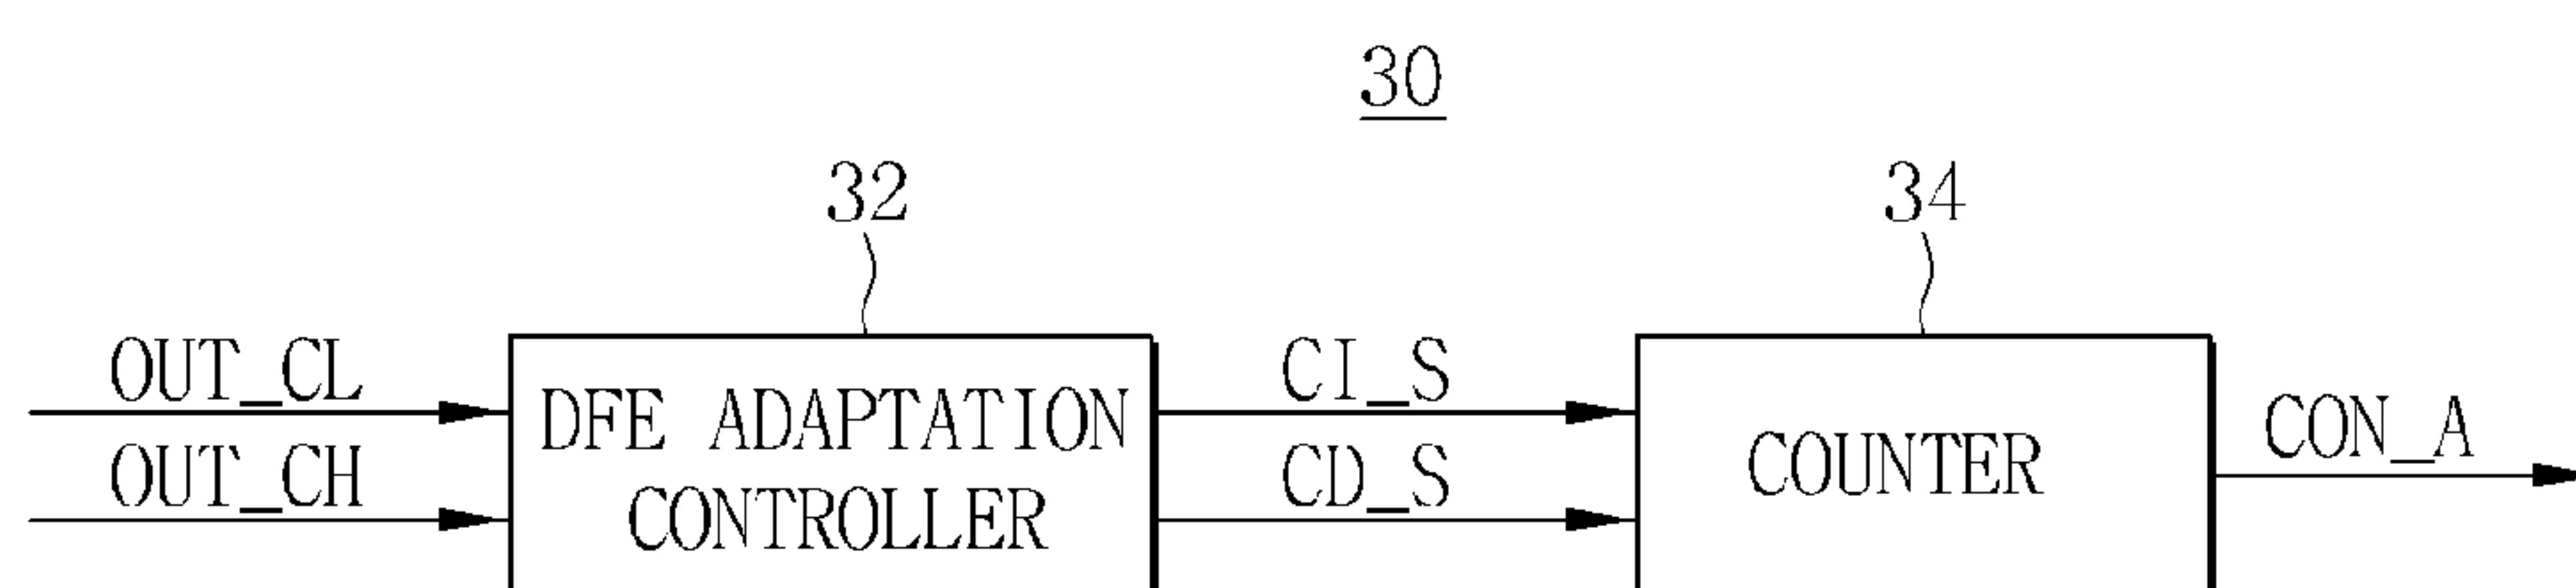 30
32
34
OUT_CL
OUT_CH
DFE ADAPTATION
CONTROLLER
CI_S
CD_S
COUNTER
CON_A